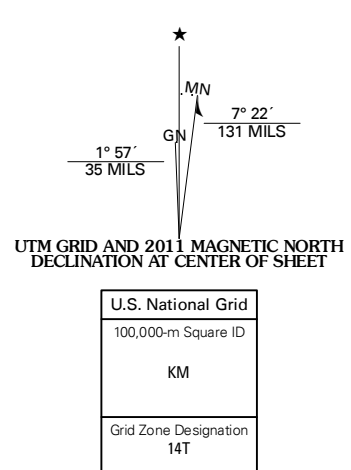 ★
MN
GN
7° 22´
131 MILS
1° 57´
35 MILS
UTM GRID AND 2011 MAGNETIC NORTH
DECLINATION AT CENTER OF SHEET
U.S. National Grid
100,000-m Square ID
KM
Grid Zone Designation
14T